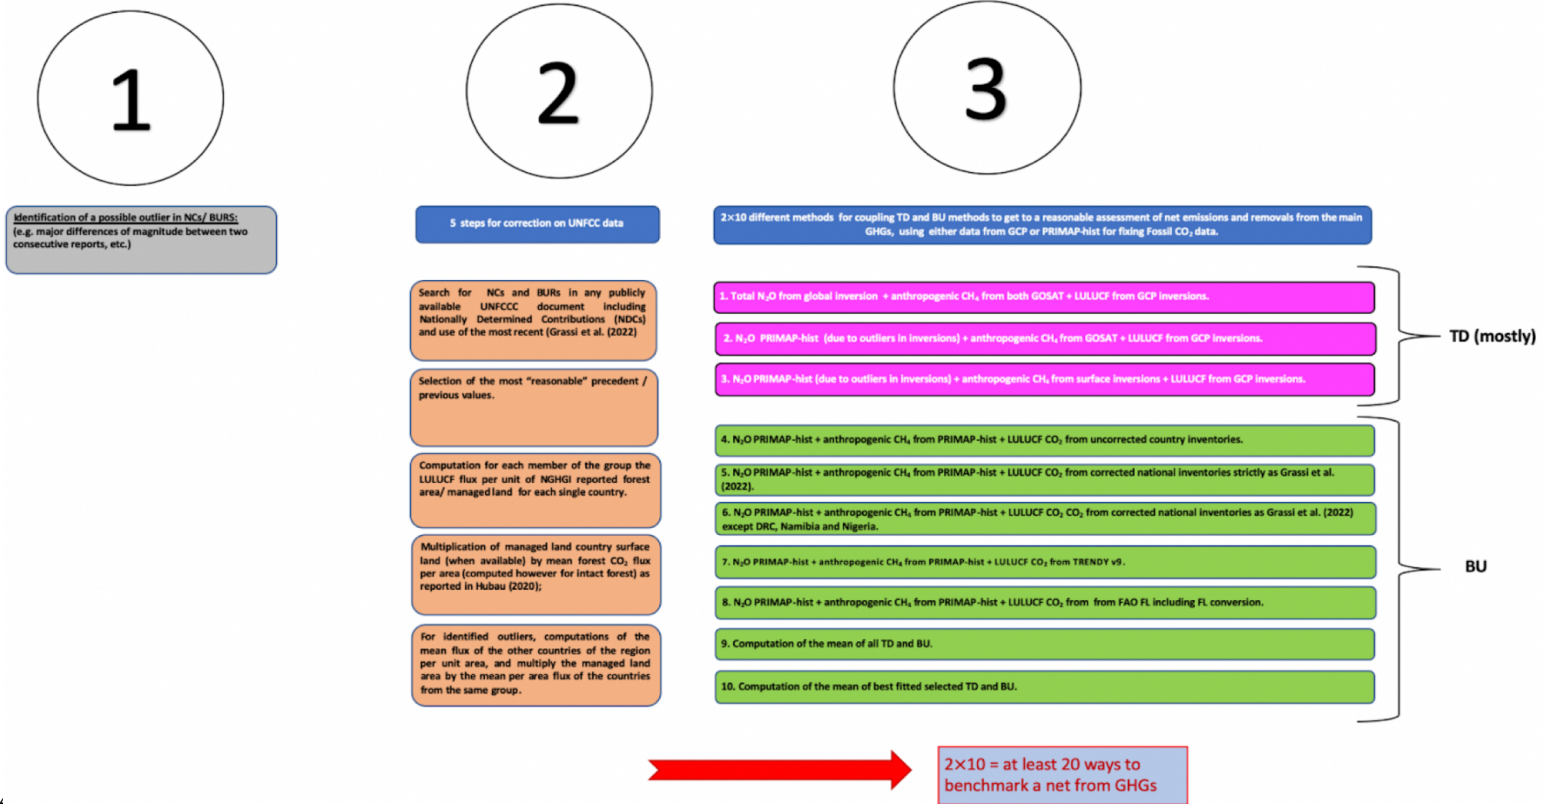 1
2
3
Identification of a possible outlier in NCs/ BURS:
(e.g. major differences of magnitude between two
consecutive reports, etc.)
5 steps for correction on UNFCC data
Search for NCs and BURs in any publicly
available UNFCCC document including
Nationally Determined Contributions (NDCs)
and use of the most recent (Grassi et al. (2022)
Selection of the most “reasonable” precedent /
previous values.
Computation for each member of the group the
LULUCF flux per unit of NGHGI reported forest
area/ managed land for each single country.
Multiplication of managed land country surface
land (when available) by mean forest CO₂ flux
per area (computed however for intact forest) as
reported in Hubau (2020);
For identified outliers, computations of the
mean flux of the other countries of the region
per unit area, and multiply the managed land
area by the mean per area flux of the countries
from the same group.
2×10 different methods for coupling TD and BU methods to get to a reasonable assessment of net emissions and removals from the main
GHGs, using either data from GCP or PRIMAP-hist for fixing Fossil CO₂ data.
1. Total N₂O from global inversion + anthropogenic CH₄ from both GOSAT + LULUCF from GCP inversions.
2. N₂O PRIMAP-hist (due to outliers in inversions) + anthropogenic CH₄ from GOSAT + LULUCF from GCP inversions.
3. N₂O PRIMAP-hist (due to outliers in inversions) + anthropogenic CH₄ from surface inversions + LULUCF from GCP inversions.
TD (mostly)
4. N₂O PRIMAP-hist + anthropogenic CH₄ from PRIMAP-hist + LULUCF CO₂ from uncorrected country inventories.
5. N₂O PRIMAP-hist + anthropogenic CH₄ from PRIMAP-hist + LULUCF CO₂ from corrected national inventories strictly as Grassi et al.
(2022).
6. N₂O PRIMAP-hist + anthropogenic CH₄ from PRIMAP-hist + LULUCF CO₂ CO₂ from corrected national inventories as Grassi et al. (2022)
except DRC, Namibia and Nigeria.
7. N₂O PRIMAP-hist + anthropogenic CH₄ from PRIMAP-hist + LULUCF CO₂ from TRENDY v9.
8. N₂O PRIMAP-hist + anthropogenic CH₄ from PRIMAP-hist + LULUCF CO₂ from from FAO FL including FL conversion.
9. Computation of the mean of all TD and BU.
10. Computation of the mean of best fitted selected TD and BU.
BU
2×10 = at least 20 ways to
benchmark a net from GHGs